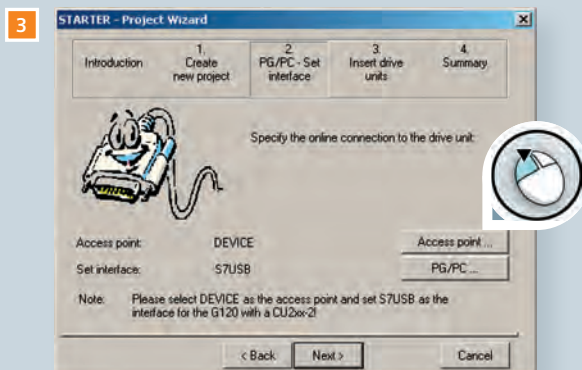 3
STARTER - Project Wizard
Introduction
1.
Create
new project
2.
PG/PC - Set
interface
3.
Insert drive
units
4.
Summary
Specify the online connection to the drive unit:
Access point: DEVICE Access point ...
Set interface: S7USB PG/PC ...
Note: Please select DEVICE as the access point and set S7USB as the
interface for the G120 with a CU2xx-2!
< Back Next > Cancel